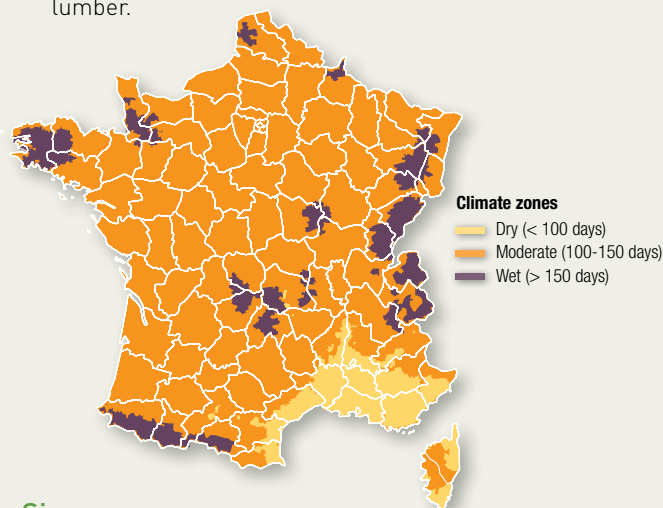 lumber.
Climate zones
Dry (< 100 days)
Moderate (100-150 days)
Wet (> 150 days)